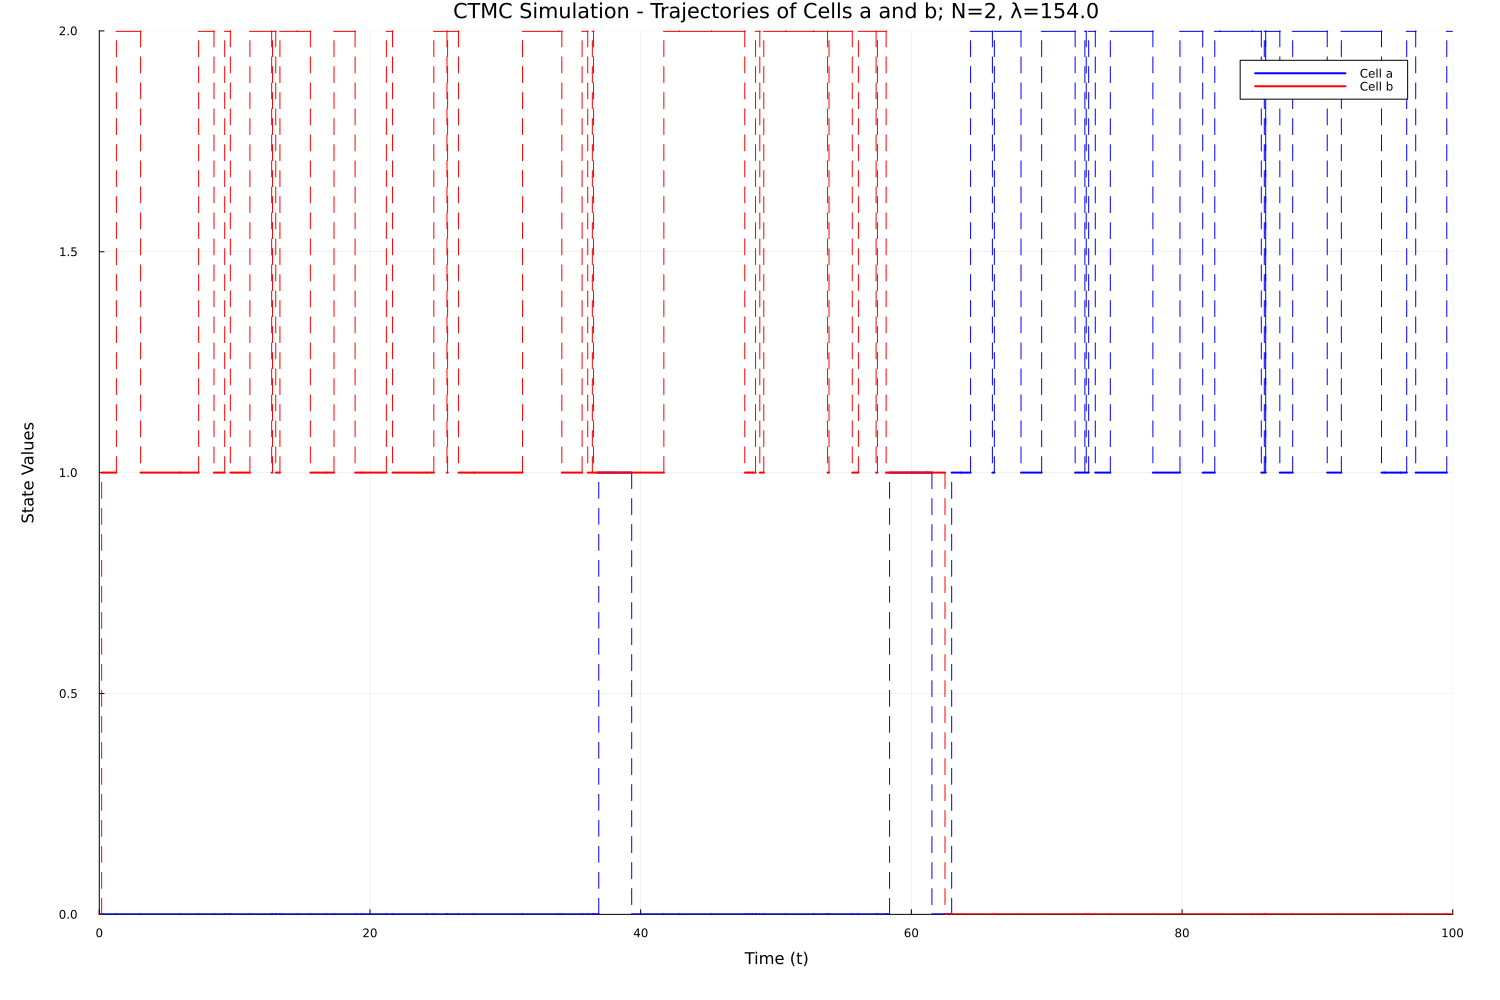 CTMC Simulation - Trajectories of Cells a and b; N=2, λ=154.0
2.0
Cell a
Cell b
1.5
State Values
1.0
0.5
0.0
0 20 40 60 80 100
Time (t)